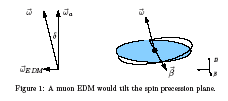 ω⃗ ω⃗a ω⃗
δ
B
ω⃗EDM β⃗ E
Figure 1: A muon EDM would tilt the spin precession plane.